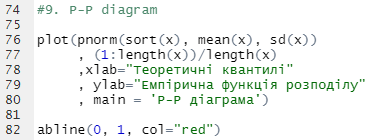 74 #9. P-P diagram
75
76 plot(pnorm(sort(x), mean(x), sd(x))
77 , (1:length(x))/length(x)
78 ,xlab="Теоретичні квантилі"
79 , ylab="Емпірична функція розподілу"
80 , main = 'P-P діаграма')
81
82 abline(0, 1, col="red")